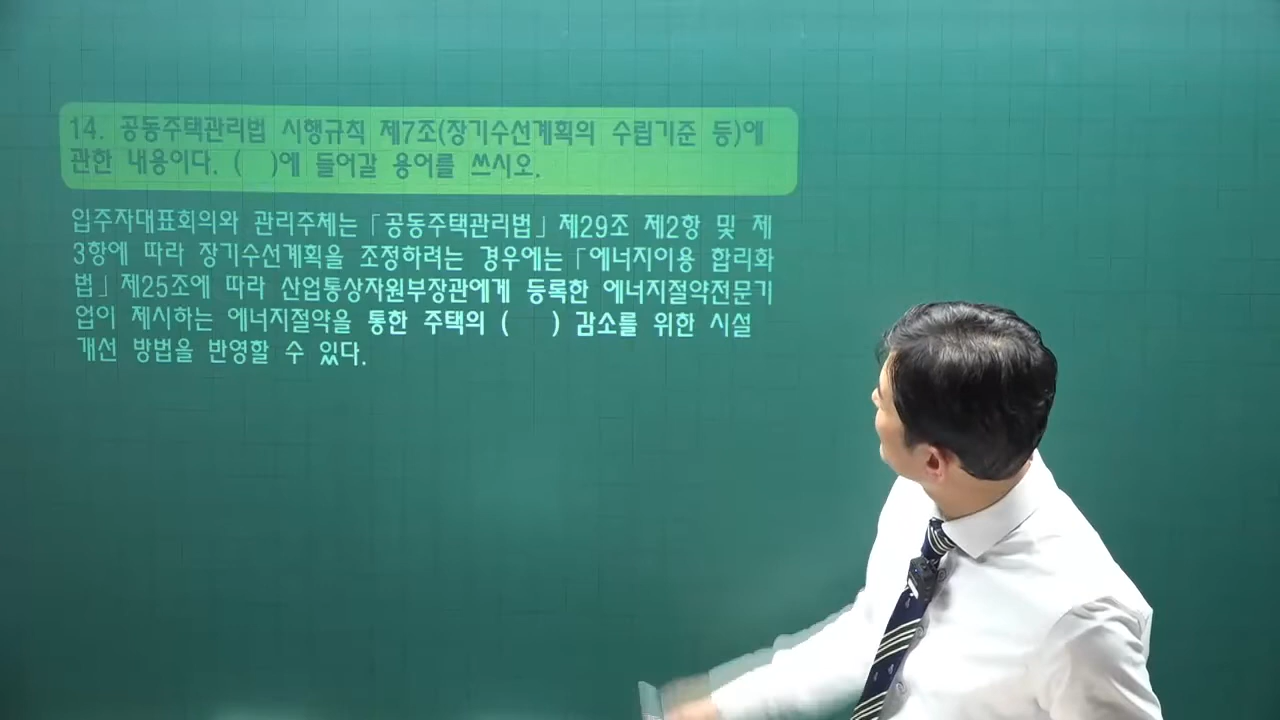 14. 공동주택관리법 시행규칙 제7조(장기수선계획의 수립기준 등)에
관한 내용이다. (  )에 들어갈 용어를 쓰시오.
입주자대표회의와 관리주체는 「공동주택관리법」 제29조 제2항 및 제
3항에 따라 장기수선계획을 조정하려는 경우에는 「에너지이용 합리화
법」 제25조에 따라 산업통상자원부장관에게 등록한 에너지절약전문기
업이 제시하는 에너지절약을 통한 주택의 (  ) 감소를 위한 시설
개선 방법을 반영할 수 있다.